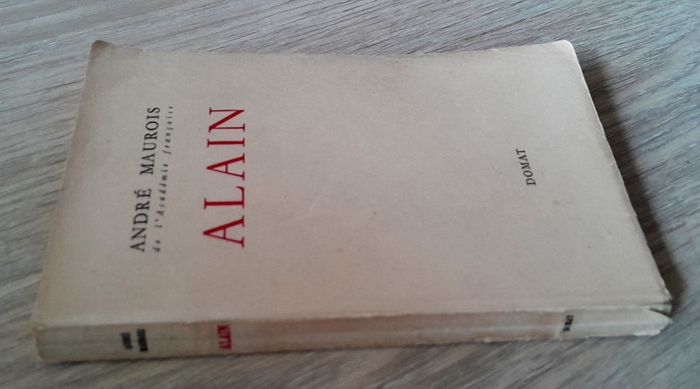 ANDRÉ MAUROIS
de l'Académie française
ALAIN
DOMAT
ANDRÉ
MAUROIS
ALAIN
DOMAT